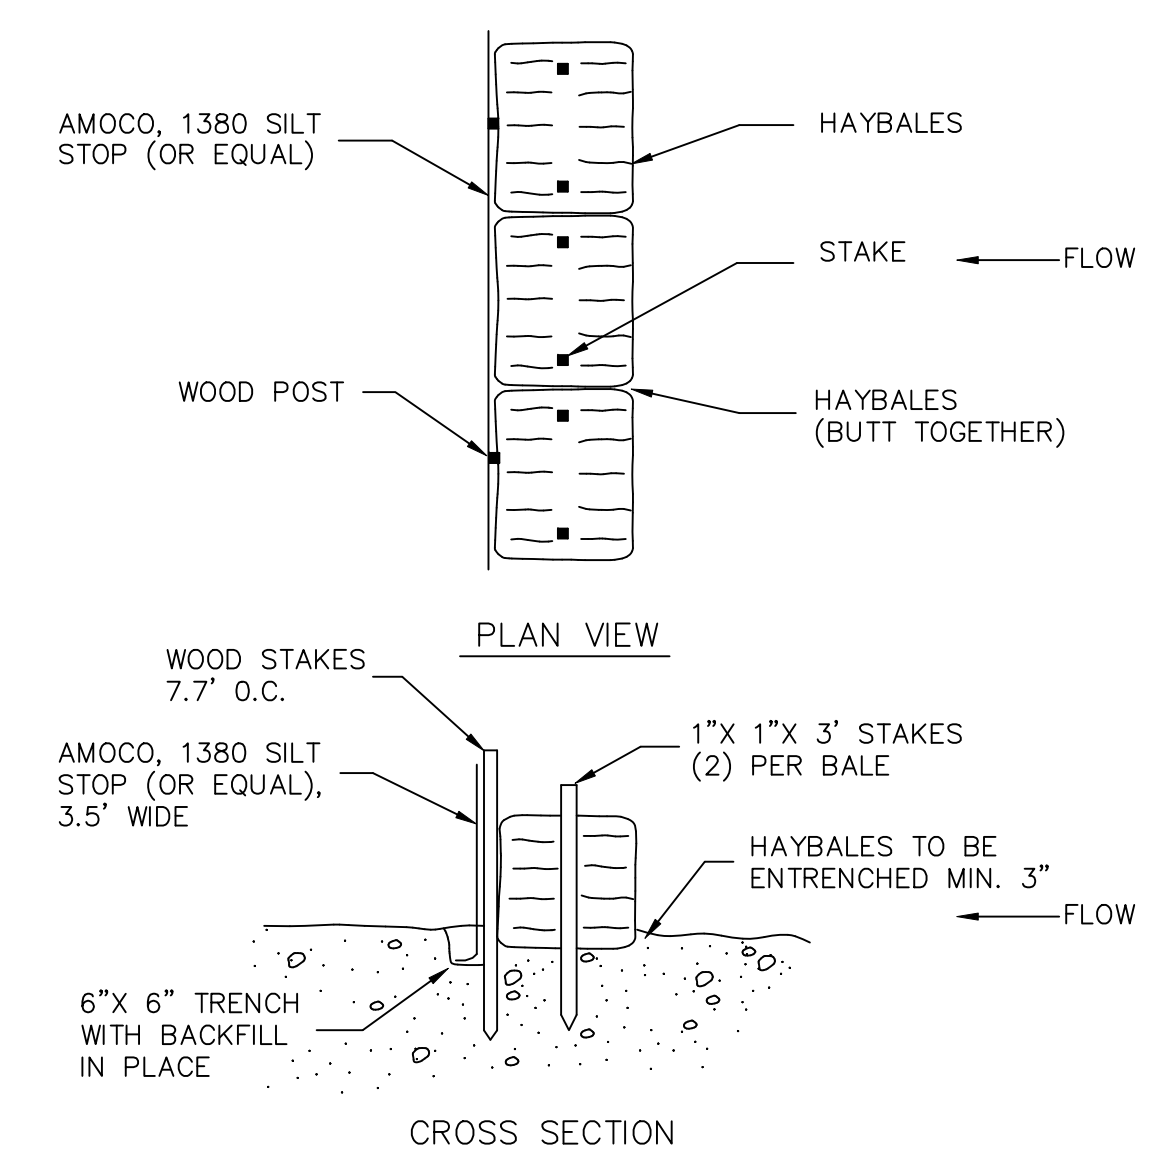 AMOCO, 1380 SILT
STOP (OR EQUAL)
HAYBALES
STAKE
FLOW
WOOD POST
HAYBALES
(BUTT TOGETHER)
PLAN VIEW
WOOD STAKES
7.7' O.C.
AMOCO, 1380 SILT
STOP (OR EQUAL),
3.5' WIDE
1"X 1"X 3' STAKES
(2) PER BALE
HAYBALES TO BE
ENTRENCHED MIN. 3"
FLOW
6"X 6" TRENCH
WITH BACKFILL
IN PLACE
CROSS SECTION